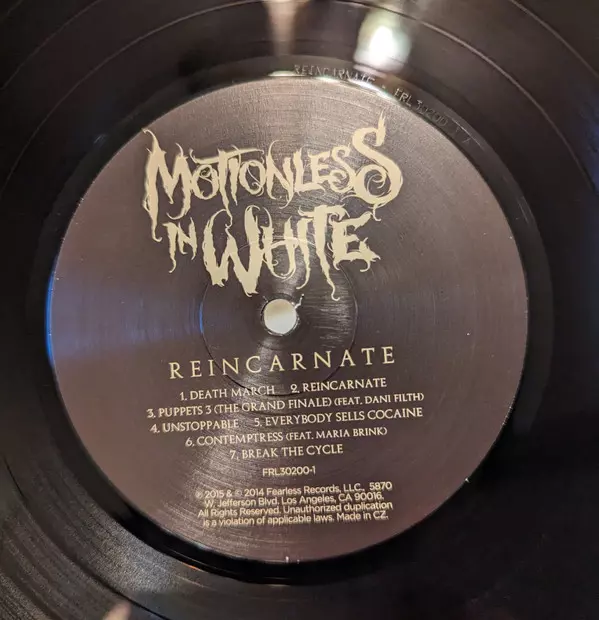 REINCARNATE - FRL30200
MOTIONLESS
IN WHITE
REINCARNATE
1. DEATH MARCH 2. REINCARNATE
3. PUPPETS 3 (THE GRAND FINALE) (FEAT. DANI FILTH)
4. UNSTOPPABLE 5. EVERYBODY SELLS COCAINE
6. CONTEMPTRESS (FEAT. MARIA BRINK)
7. BREAK THE CYCLE
FRL30200-1
℗ 2015 & © 2014 Fearless Records, LLC., 5870
W. Jefferson Blvd. Los Angeles, CA 90016.
All Rights Reserved. Unauthorized duplication
is a violation of applicable laws. Made in CZ.